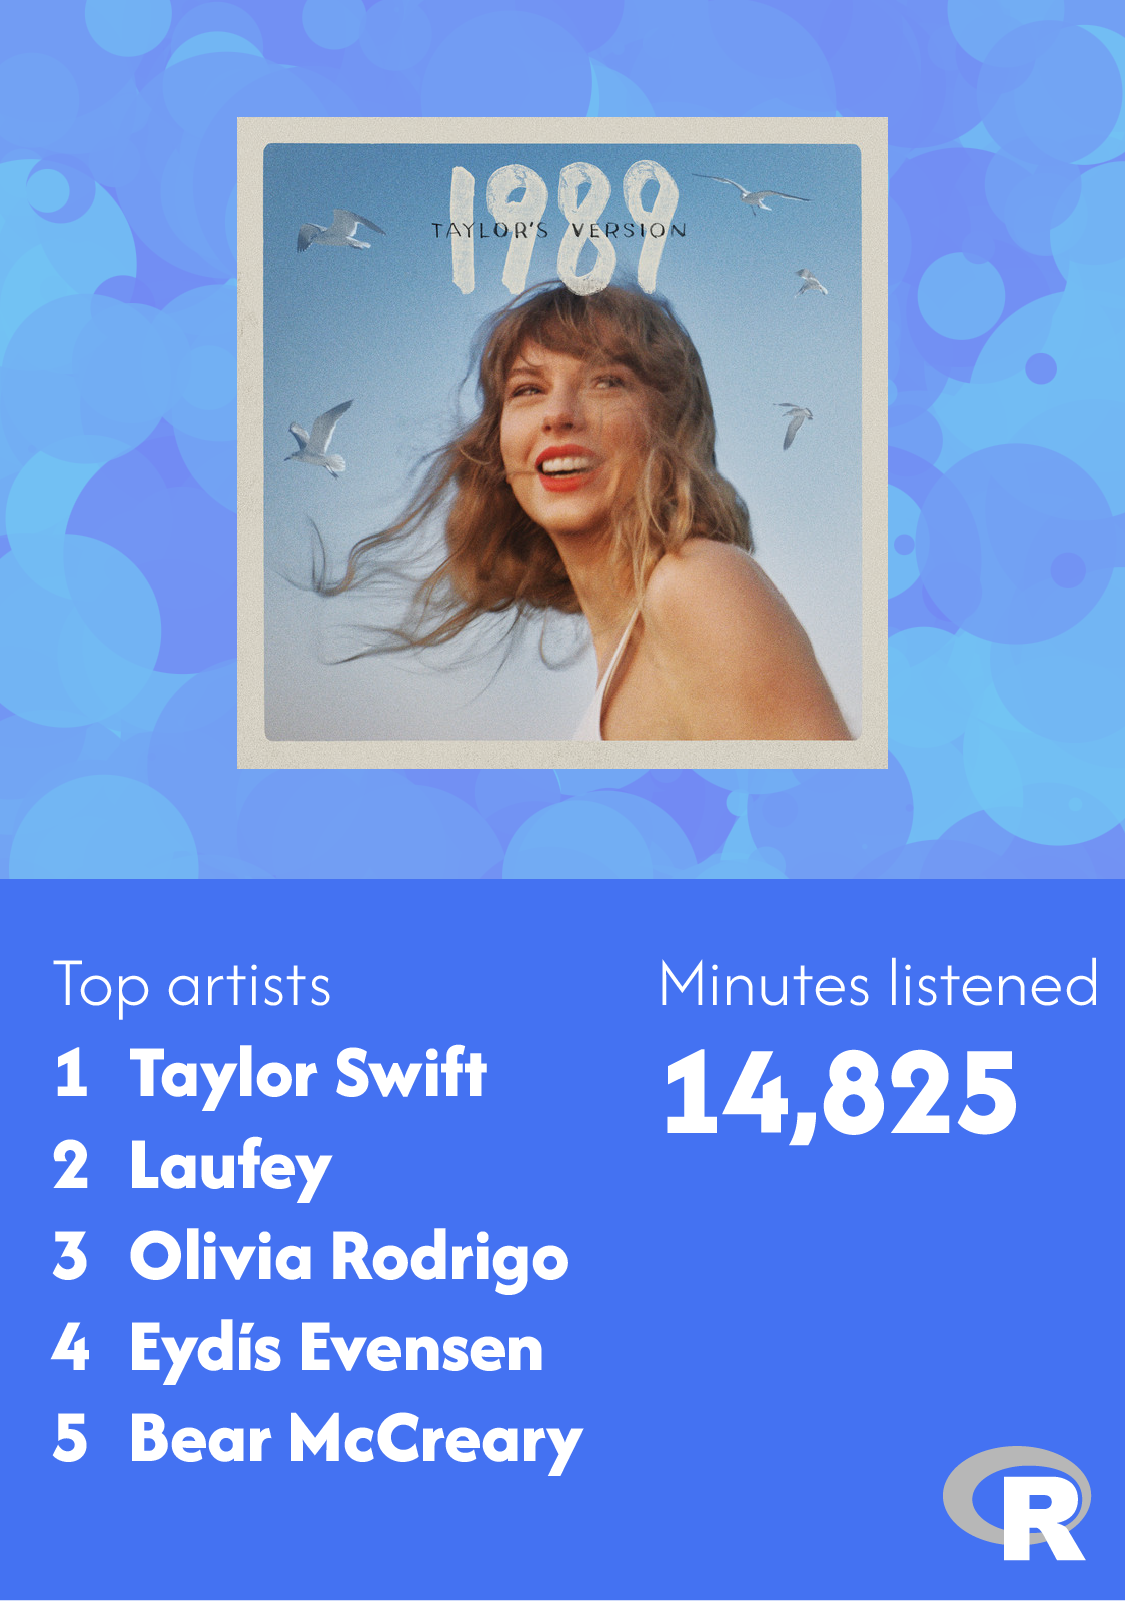 1989
TAYLOR'S VERSION
Top artists
1 Taylor Swift
2 Laufey
3 Olivia Rodrigo
4 Eydís Evensen
5 Bear McCreary
Minutes listened
14,825
R